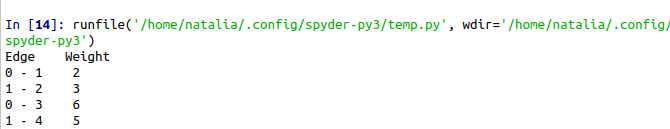 In [14]: runfile('/home/natalia/.config/spyder-py3/temp.py', wdir='/home/natalia/.config/
spyder-py3')
Edge    Weight
0 - 1    2
1 - 2    3
0 - 3    6
1 - 4    5